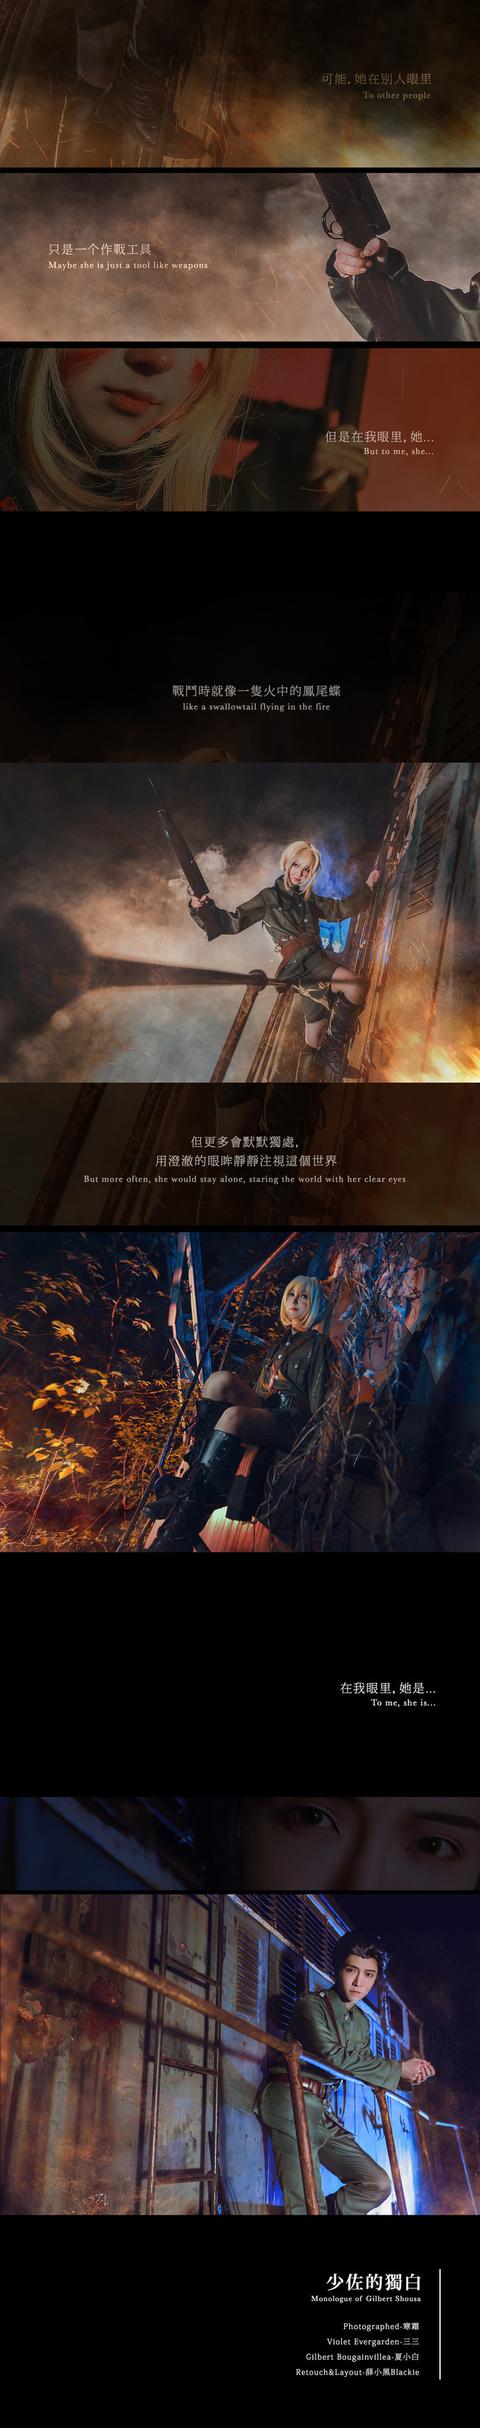 可能, 她在别人眼里
To other people
只是一个作戰工具
Maybe she is just a tool like weapons
但是在我眼里, 她...
But to me, she...
戰鬥時就像一隻火中的鳳尾蝶
like a swallowtail flying in the fire
但更多會默默獨處,
用澄澈的眼眸靜靜注視這個世界
But more often, she would stay alone, staring the world with her clear eyes
在我眼里, 她是...
To me, she is...
少佐的獨白
Monologue of Gilbert Shousa
Photographed-寒霜
Violet Evergarden-三三
Gilbert Bougainvillea-夏小白
Retouch&Layout-薛小黑Blackie